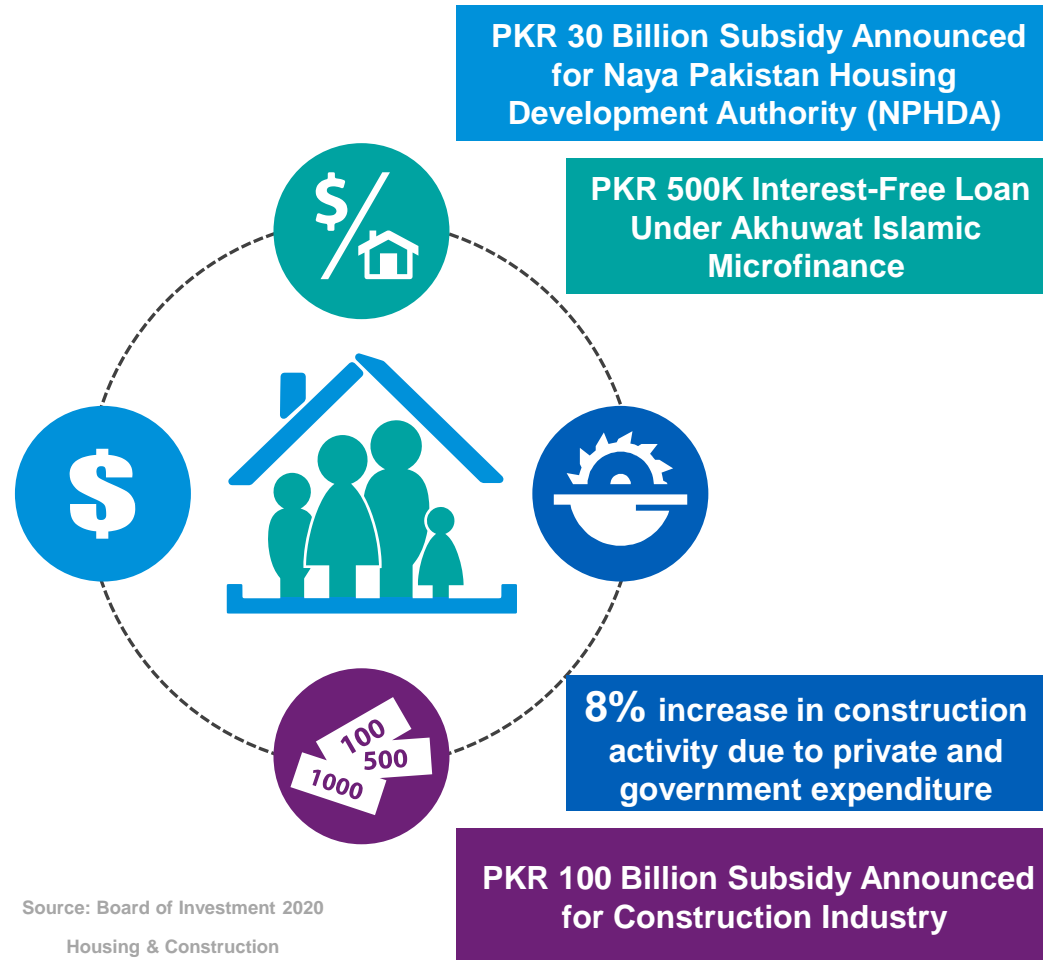 PKR 30 Billion Subsidy Announced
for Naya Pakistan Housing
Development Authority (NPHDA)
PKR 500K Interest-Free Loan
Under Akhuwat Islamic
Microfinance
$/
$
8% increase in construction
activity due to private and
government expenditure
100
500
1000
PKR 100 Billion Subsidy Announced
for Construction Industry
Source: Board of Investment 2020
Housing & Construction